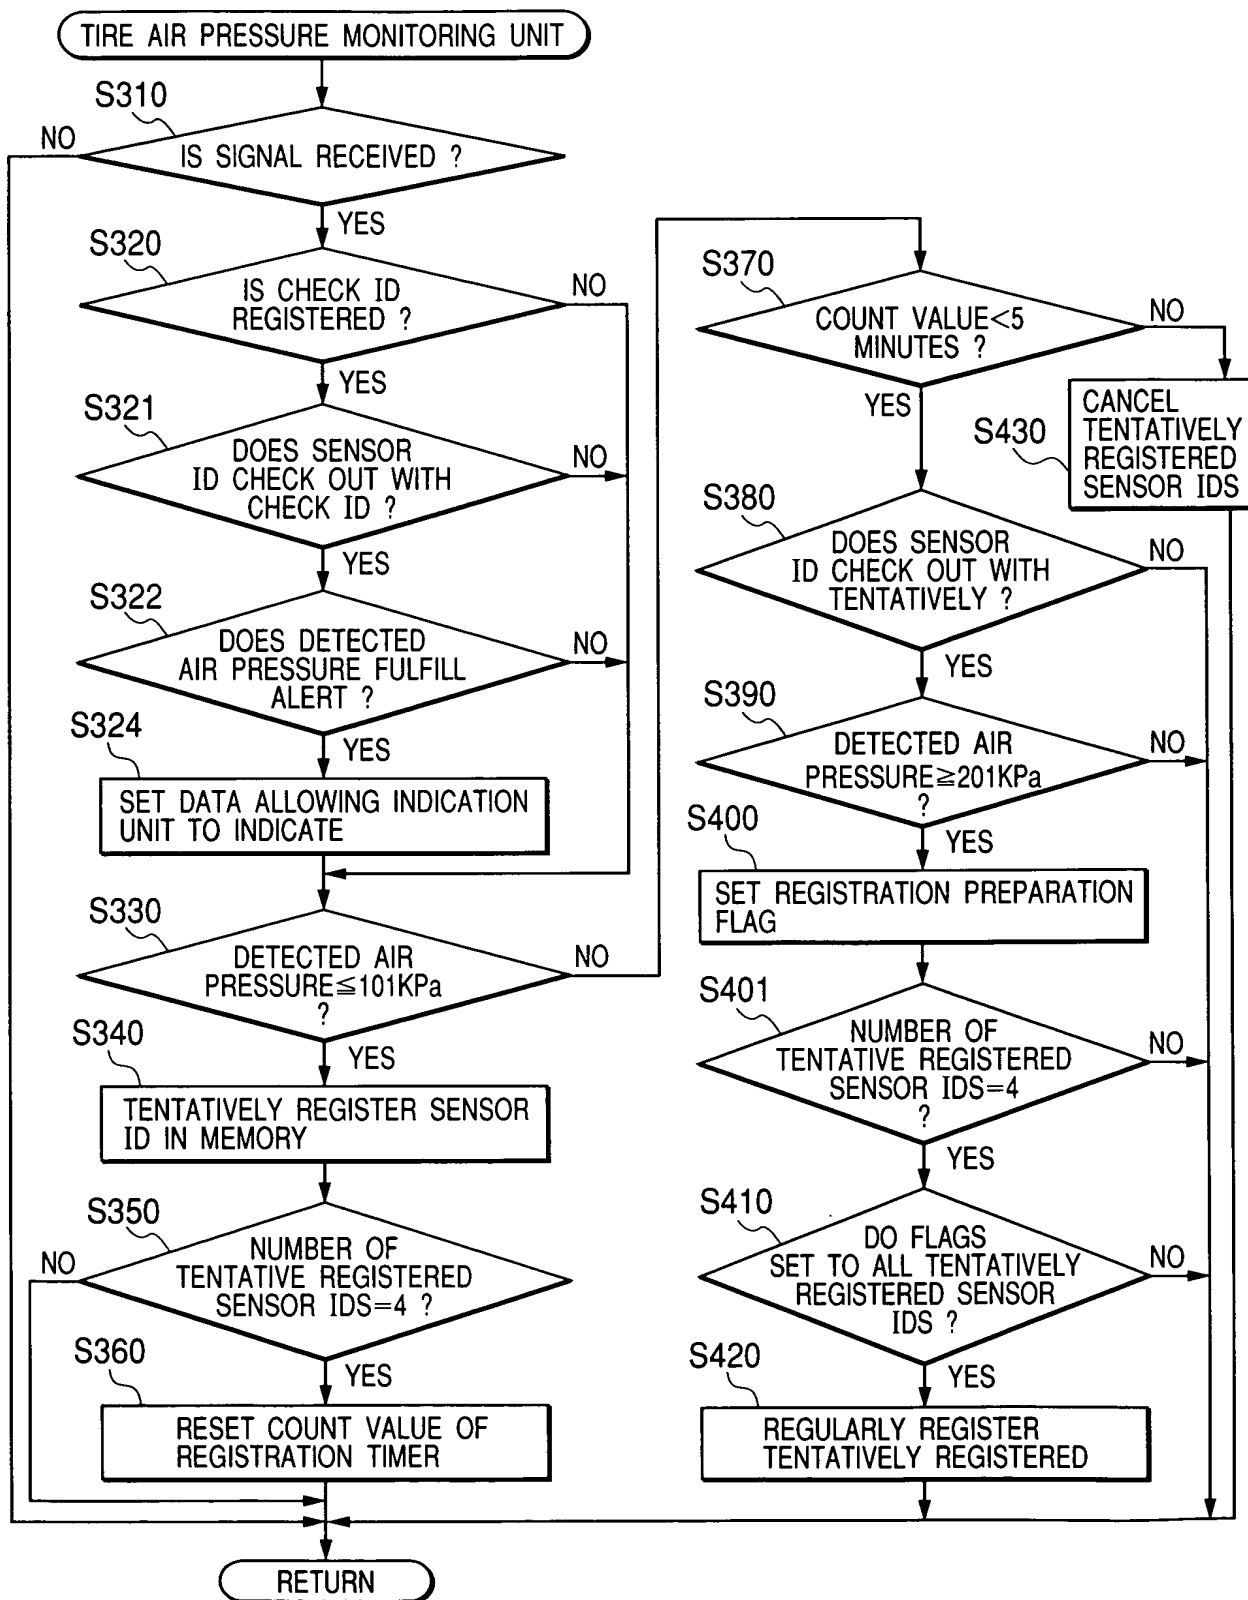 TIRE AIR PRESSURE MONITORING UNIT
S310
NO
IS SIGNAL RECEIVED ?
YES
S320
IS CHECK ID
REGISTERED ?
NO
YES
S321
DOES SENSOR
ID CHECK OUT WITH
CHECK ID ?
NO
YES
S322
DOES DETECTED
AIR PRESSURE FULFILL
ALERT ?
NO
YES
S324
SET DATA ALLOWING INDICATION
UNIT TO INDICATE
S330
DETECTED AIR
PRESSURE≦101KPa
?
NO
YES
S340
TENTATIVELY REGISTER SENSOR
ID IN MEMORY
S350
NO
NUMBER OF
TENTATIVE REGISTERED
SENSOR IDS=4 ?
YES
S360
RESET COUNT VALUE OF
REGISTRATION TIMER
RETURN
S370
COUNT VALUE<5
MINUTES ?
NO
YES
S430
CANCEL
TENTATIVELY
REGISTERED
SENSOR IDS
S380
DOES SENSOR
ID CHECK OUT WITH
TENTATIVELY ?
NO
YES
S390
DETECTED AIR
PRESSURE≧201KPa
?
NO
YES
S400
SET REGISTRATION PREPARATION
FLAG
S401
NUMBER OF
TENTATIVE REGISTERED
SENSOR IDS=4
?
NO
YES
S410
DO FLAGS
SET TO ALL TENTATIVELY
REGISTERED SENSOR
IDS ?
NO
YES
S420
REGULARLY REGISTER
TENTATIVELY REGISTERED